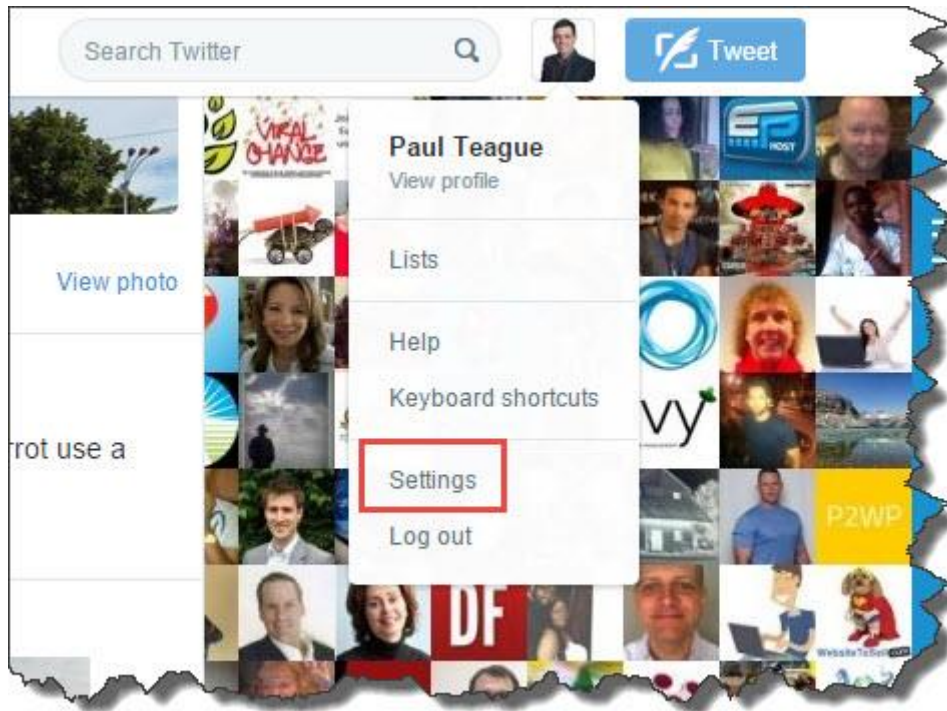 Search Twitter
Tweet
VIRAL
CHANGE
EP
HOST
Paul Teague
View profile
View photo
Lists
Help
Keyboard shortcuts
vy
rrot use a
Settings
P2WP
Log out
DF